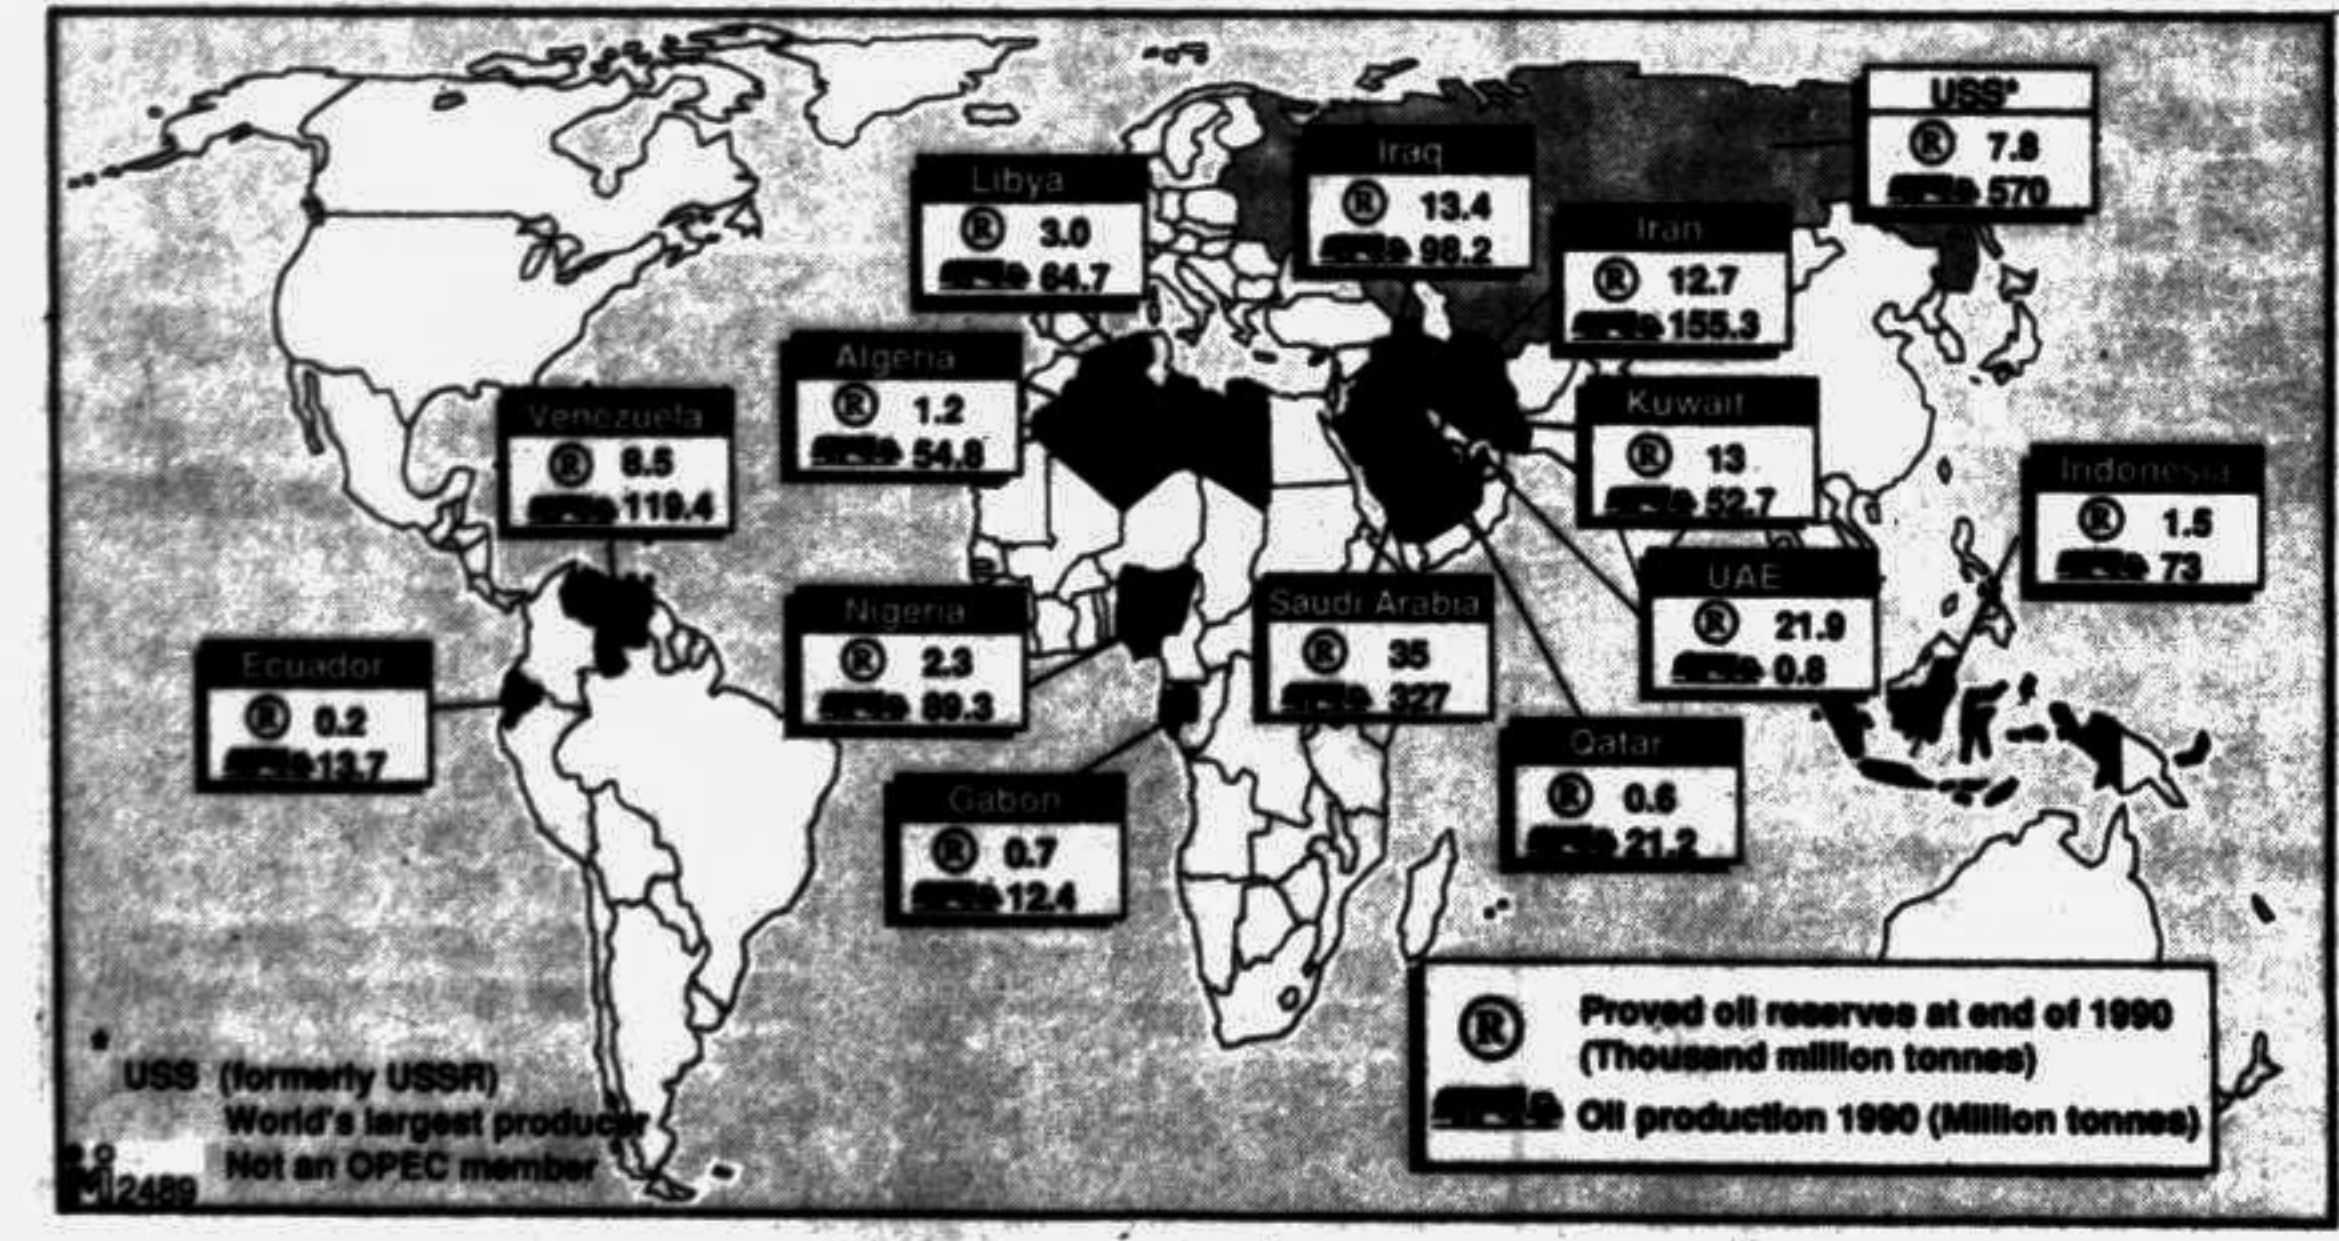 USS*
R 7.8
570
Iraq
R 13.4
98.2
Libya
R 3.0
64.7
Iran
R 12.7
155.3
Algeria
R 1.2
54.8
Venezuela
R 8.5
119.4
Kuwait
R 13
52.7
Indonesia
R 1.5
73
UAE
R 21.9
0.8
Nigeria
R 2.3
89.3
Saudi Arabia
R 35
327
Ecuador
R 0.2
13.7
Qatar
R 0.6
21.2
Gabon
R 0.7
12.4
R Proved oil reserves at end of 1990
(Thousand million tonnes)
Oil production 1990 (Million tonnes)
*
USS (formerly USSR)
World's largest producer
Not an OPEC member
2489